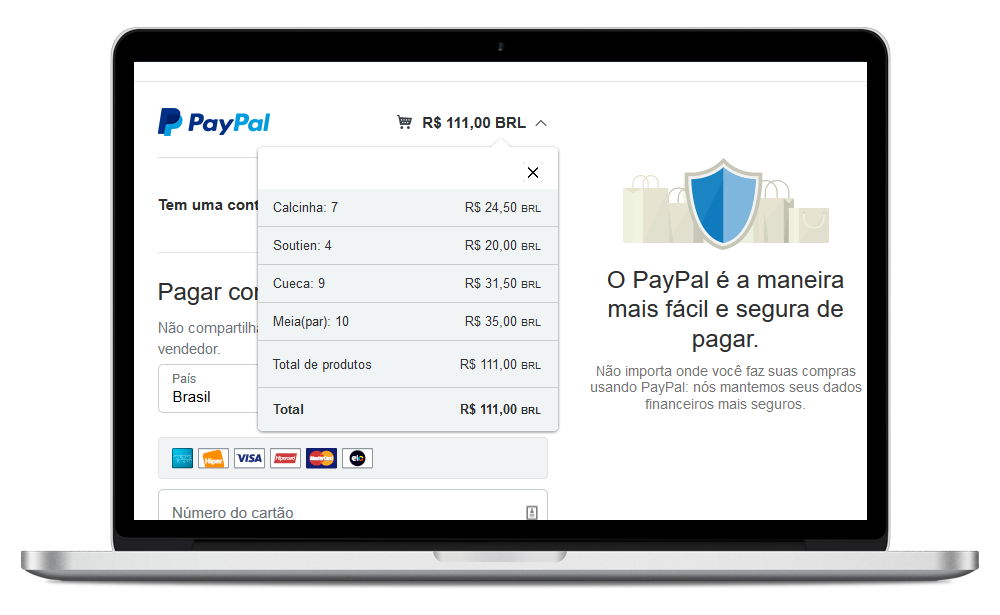 PayPal
R$ 111,00 BRL
Tem uma cont
Calcinha: 7 R$ 24,50 BRL
Soutien: 4 R$ 20,00 BRL
Cueca: 9 R$ 31,50 BRL
Meia(par): 10 R$ 35,00 BRL
Total de produtos R$ 111,00 BRL
Total R$ 111,00 BRL
Pagar co
Não compartilha
vendedor.
País
Brasil
Hiper
VISA
Hipercard
MasterCard
elo
Número do cartão
O PayPal é a maneira
mais fácil e segura de
pagar.
Não importa onde você faz suas compras
usando PayPal: nós mantemos seus dados
financeiros mais seguros.